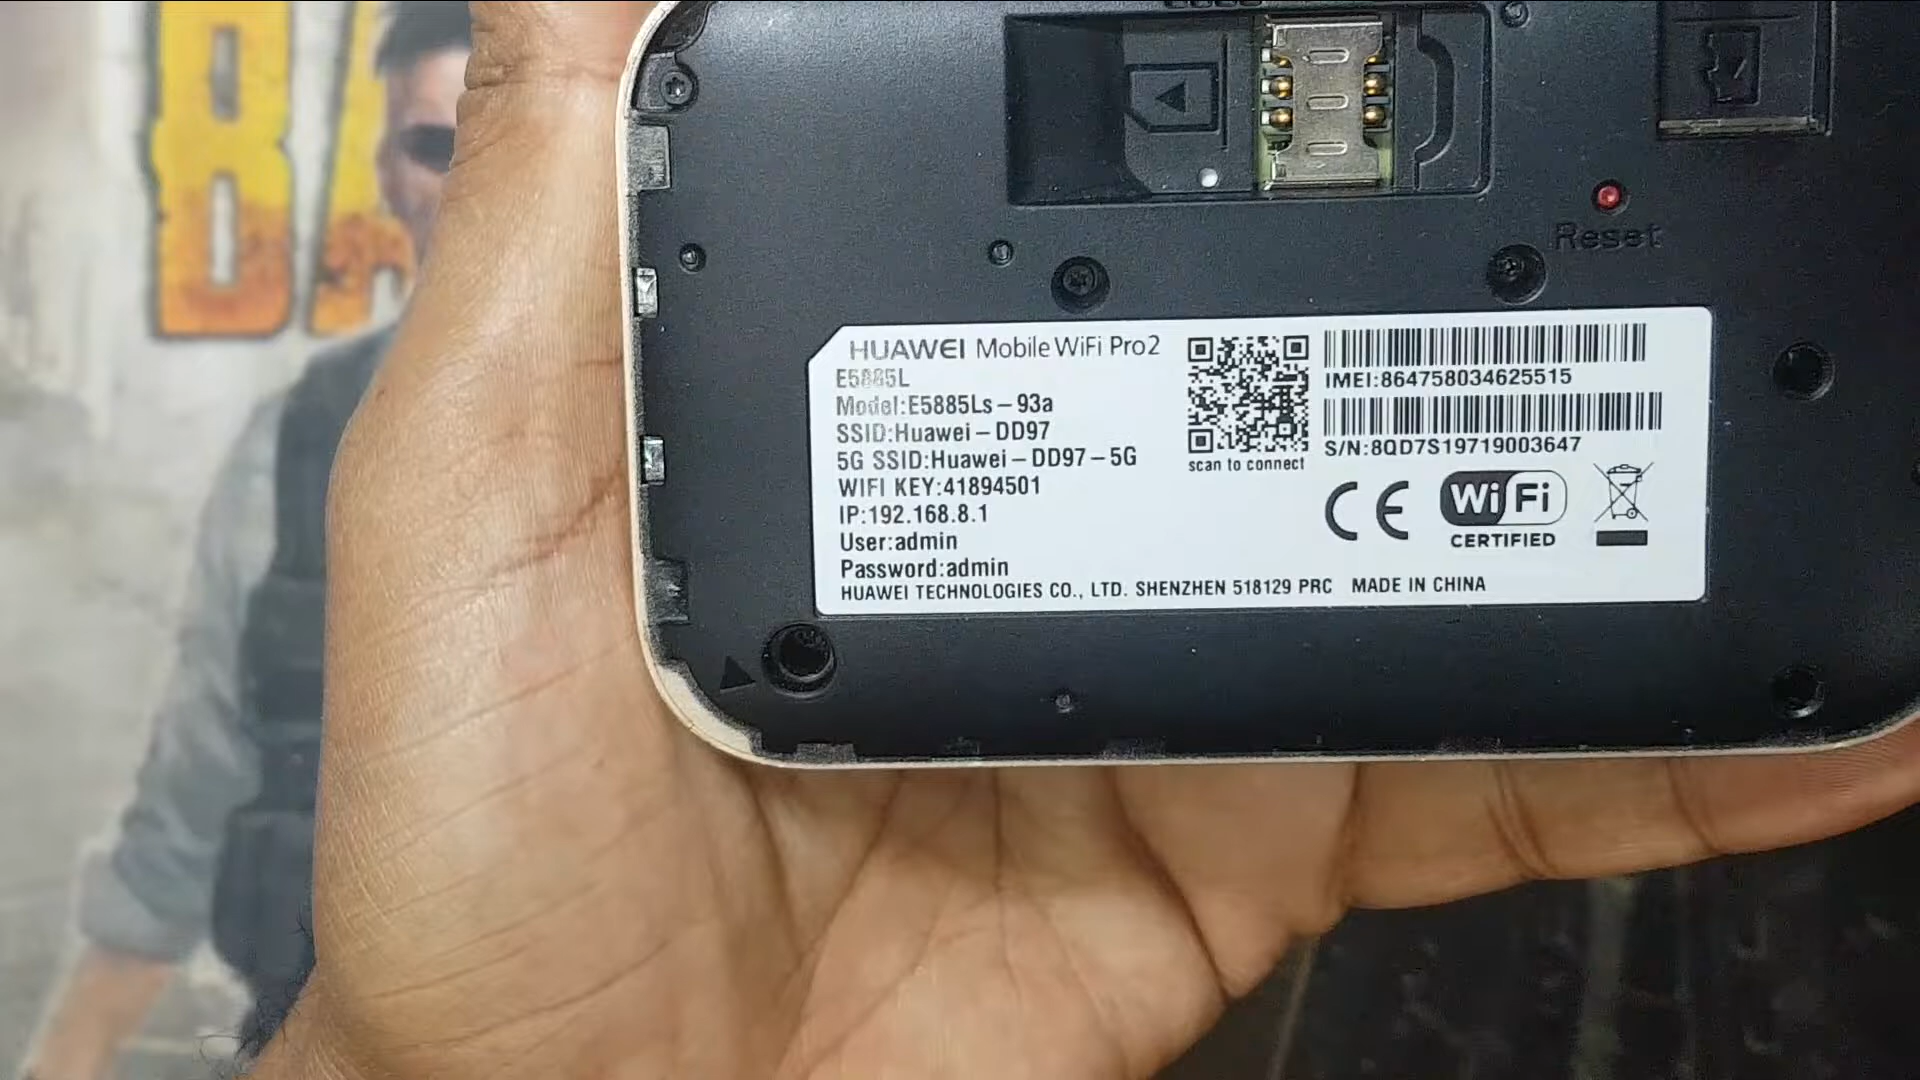 BA
Reset
HUAWEI Mobile WiFi Pro2
E5885L
Model:E5885Ls-93a
SSID:Huawei-DD97
5G SSID:Huawei-DD97-5G
WIFI KEY:41894501
IP:192.168.8.1
User:admin
Password:admin
HUAWEI TECHNOLOGIES CO., LTD. SHENZHEN 518129 PRC MADE IN CHINA
scan to connect
IMEI:864758034625515
S/N:8QD7S19719003647
CE
WiFi
CERTIFIED